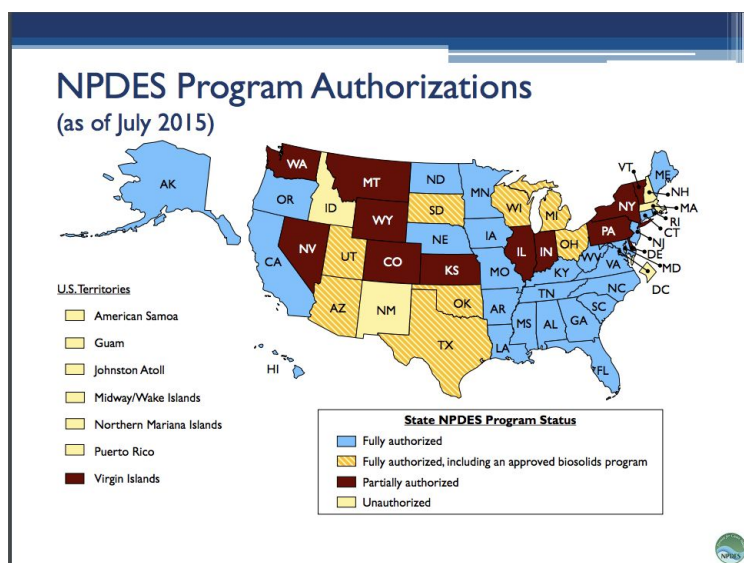 NPDES Program Authorizations
(as of July 2015)
AK
WA
OR
CA
NV
ID
MT
WY
UT
CO
AZ
NM
ND
SD
NE
KS
OK
TX
MN
IA
MO
AR
LA
WI
IL
MI
IN
OH
KY
TN
MS
AL
GA
FL
SC
NC
VA
WV
PA
NY
VT
ME
NH
MA
RI
CT
NJ
DE
MD
DC
HI
U.S. Territories
American Samoa
Guam
Johnston Atoll
Midway/Wake Islands
Northern Mariana Islands
Puerto Rico
Virgin Islands
State NPDES Program Status
Fully authorized
Fully authorized, including an approved biosolids program
Partially authorized
Unauthorized
NPDES